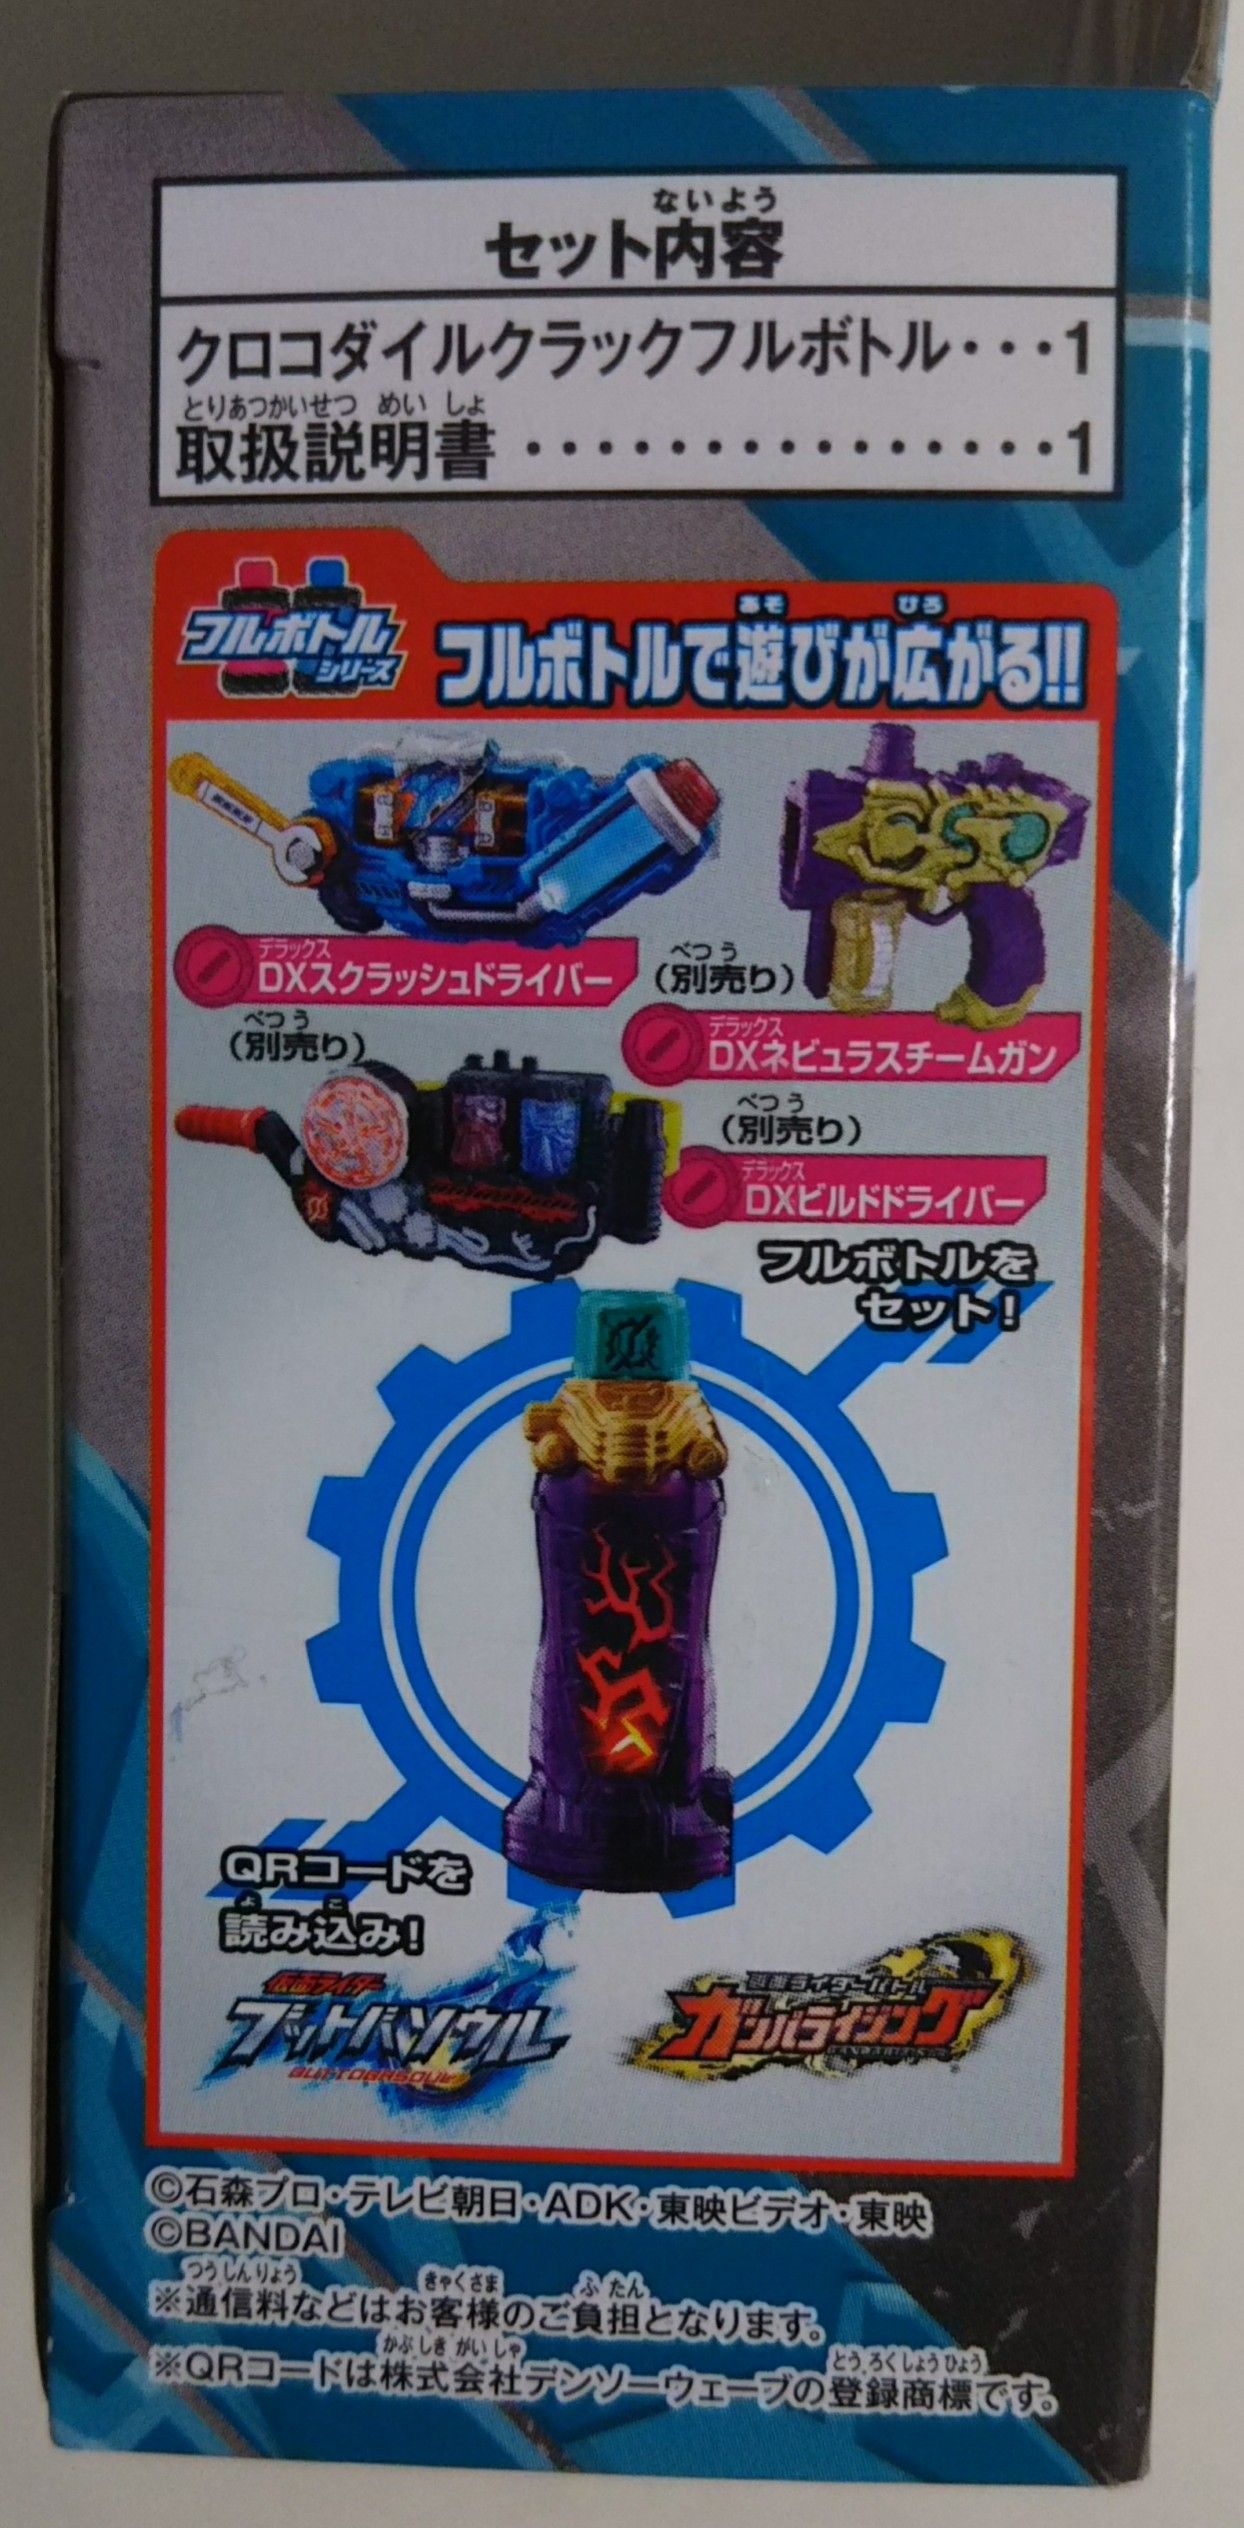 ないよう
セット内容
クロコダイルクラックフルボトル・・・1
とりあつかいせつ めい しょ
取扱説明書・・・・・・・・・・・・・・・・1
フルボトル
シリーズ
あそ ひろ
フルボトルで遊びが広がる!!
デラックス
DXスクラッシュドライバー
べつ う
(別売り)
デラックス
DXネビュラスチームガン
べつ う
(別売り)
べつ う
(別売り)
デラックス
DXビルドドライバー
フルボトルを
セット!
QRコードを
よ こ
読み込み!
仮面ライダー
ブットバソウル
BUTTOBASOUL
仮面ライダーバトル
ガンバライジング
©石森プロ・テレビ朝日・ADK・東映ビデオ・東映
©BANDAI
つうしんりょう きゃくさま ふ たん
※通信料などはお客様のご負担となります。
かぶ しき がい しゃ とう ろく しょう ひょう
※QRコードは株式会社デンソーウェーブの登録商標です。